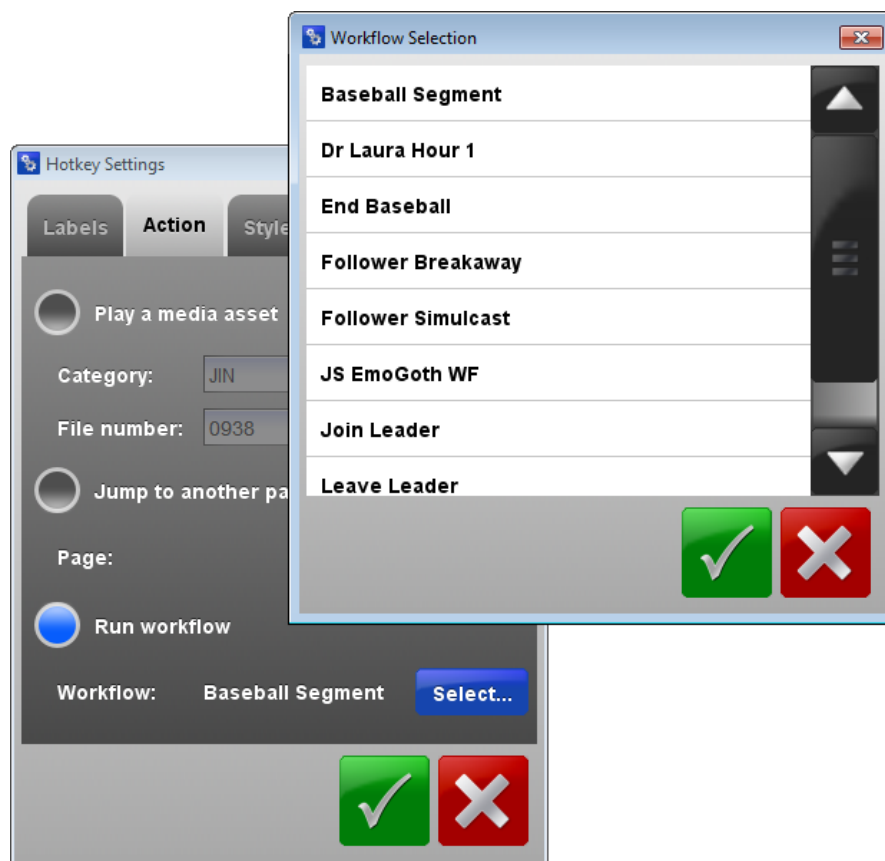 Workflow Selection
Baseball Segment
Dr Laura Hour 1
End Baseball
Follower Breakaway
Follower Simulcast
JS EmoGoth WF
Join Leader
Leave Leader
Hotkey Settings
Labels Action Style
Play a media asset
Category: JIN
File number: 0938
Jump to another pa
Page:
Run workflow
Workflow: Baseball Segment Select...